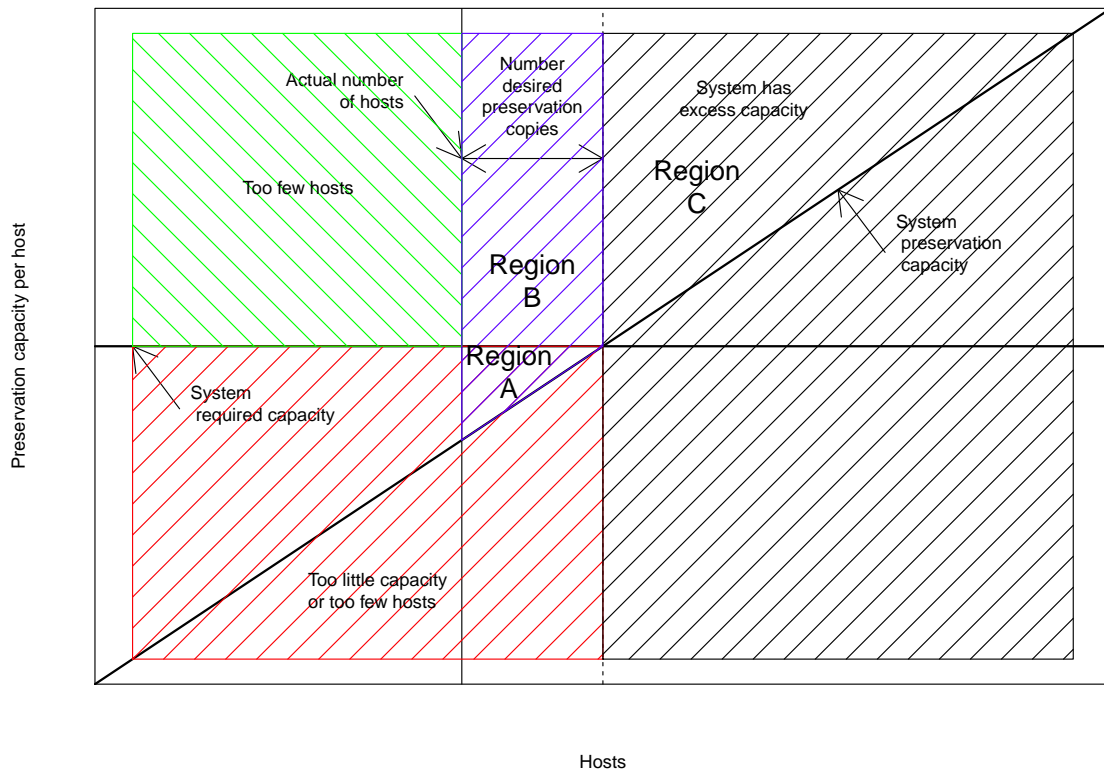 Number
desired
preservation
copies
Actual number
of hosts
System has
excess capacity
Too few hosts
Region
C
System
preservation
capacity
Region
B
Region
A
System
required capacity
Too little capacity
or too few hosts
Preservation capacity per host
Hosts